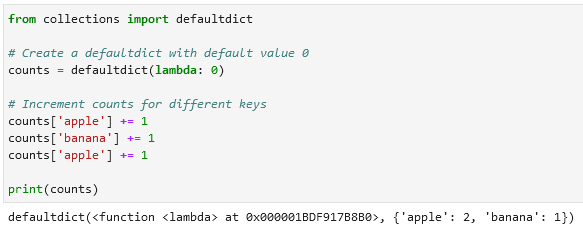 from collections import defaultdict
# Create a defaultdict with default value 0
counts = defaultdict(lambda: 0)
# Increment counts for different keys
counts['apple'] += 1
counts['banana'] += 1
counts['apple'] += 1
print(counts)
defaultdict(<function <lambda> at 0x000001BDF917B8B0>, {'apple': 2, 'banana': 1})